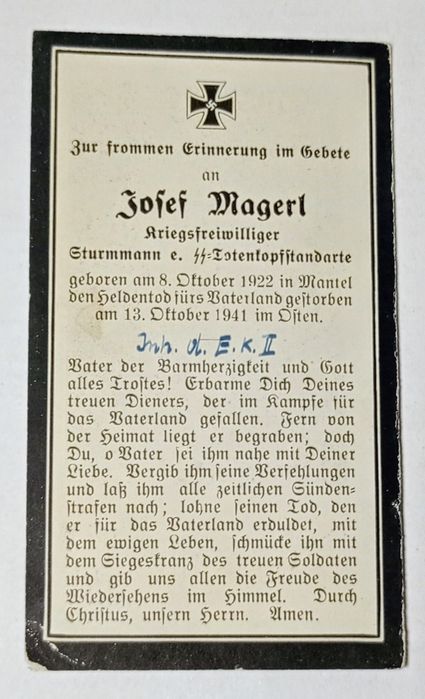 Zur frommen Erinnerung im Gebete
an
Josef Magerl
Kriegsfreiwilliger
Sturmmann e. ᛋᛋ-Totenkopfstandarte
geboren am 8. Oktober 1922 in Mantel
den Heldentod fürs Vaterland gestorben
am 13. Oktober 1941 im Osten.
Inh. d. E.K. II
Vater der Barmherzigkeit und Gott
alles Trostes! Erbarme Dich Deines
treuen Dieners, der im Kampfe für
das Vaterland gefallen. Fern von
der Heimat liegt er begraben; doch
Du, o Vater sei ihm nahe mit Deiner
Liebe. Vergib ihm seine Verfehlungen
und laß ihm alle zeitlichen Sünden-
strafen nach; lohne seinen Tod, den
er für das Vaterland erduldet, mit
dem ewigen Leben, schmücke ihn mit
dem Siegeskranz des treuen Soldaten
und gib uns allen die Freude des
Wiedersehens im Himmel. Durch
Christus, unsern Herrn. Amen.